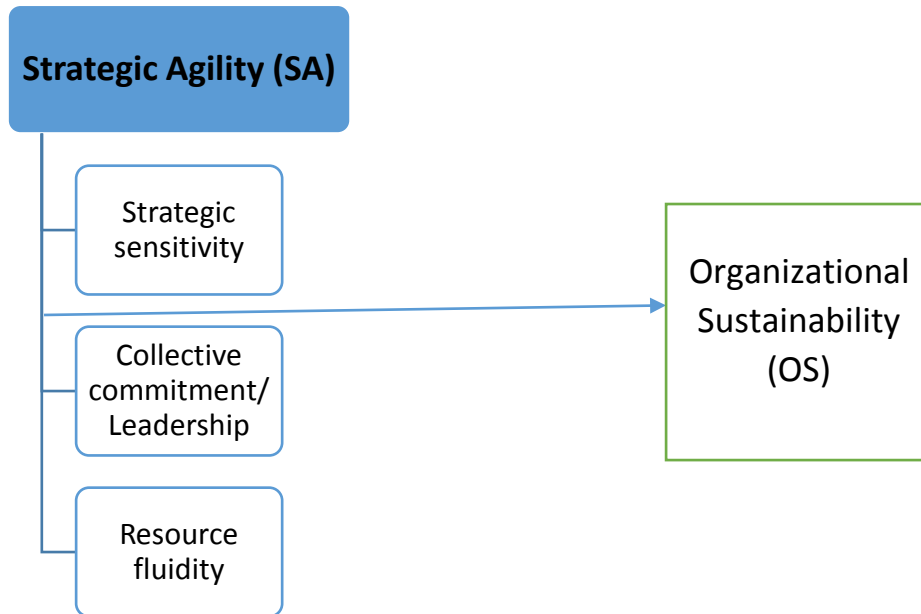 Strategic Agility (SA)
Strategic
sensitivity
Collective
commitment/
Leadership
Resource
fluidity
Organizational
Sustainability
(OS)